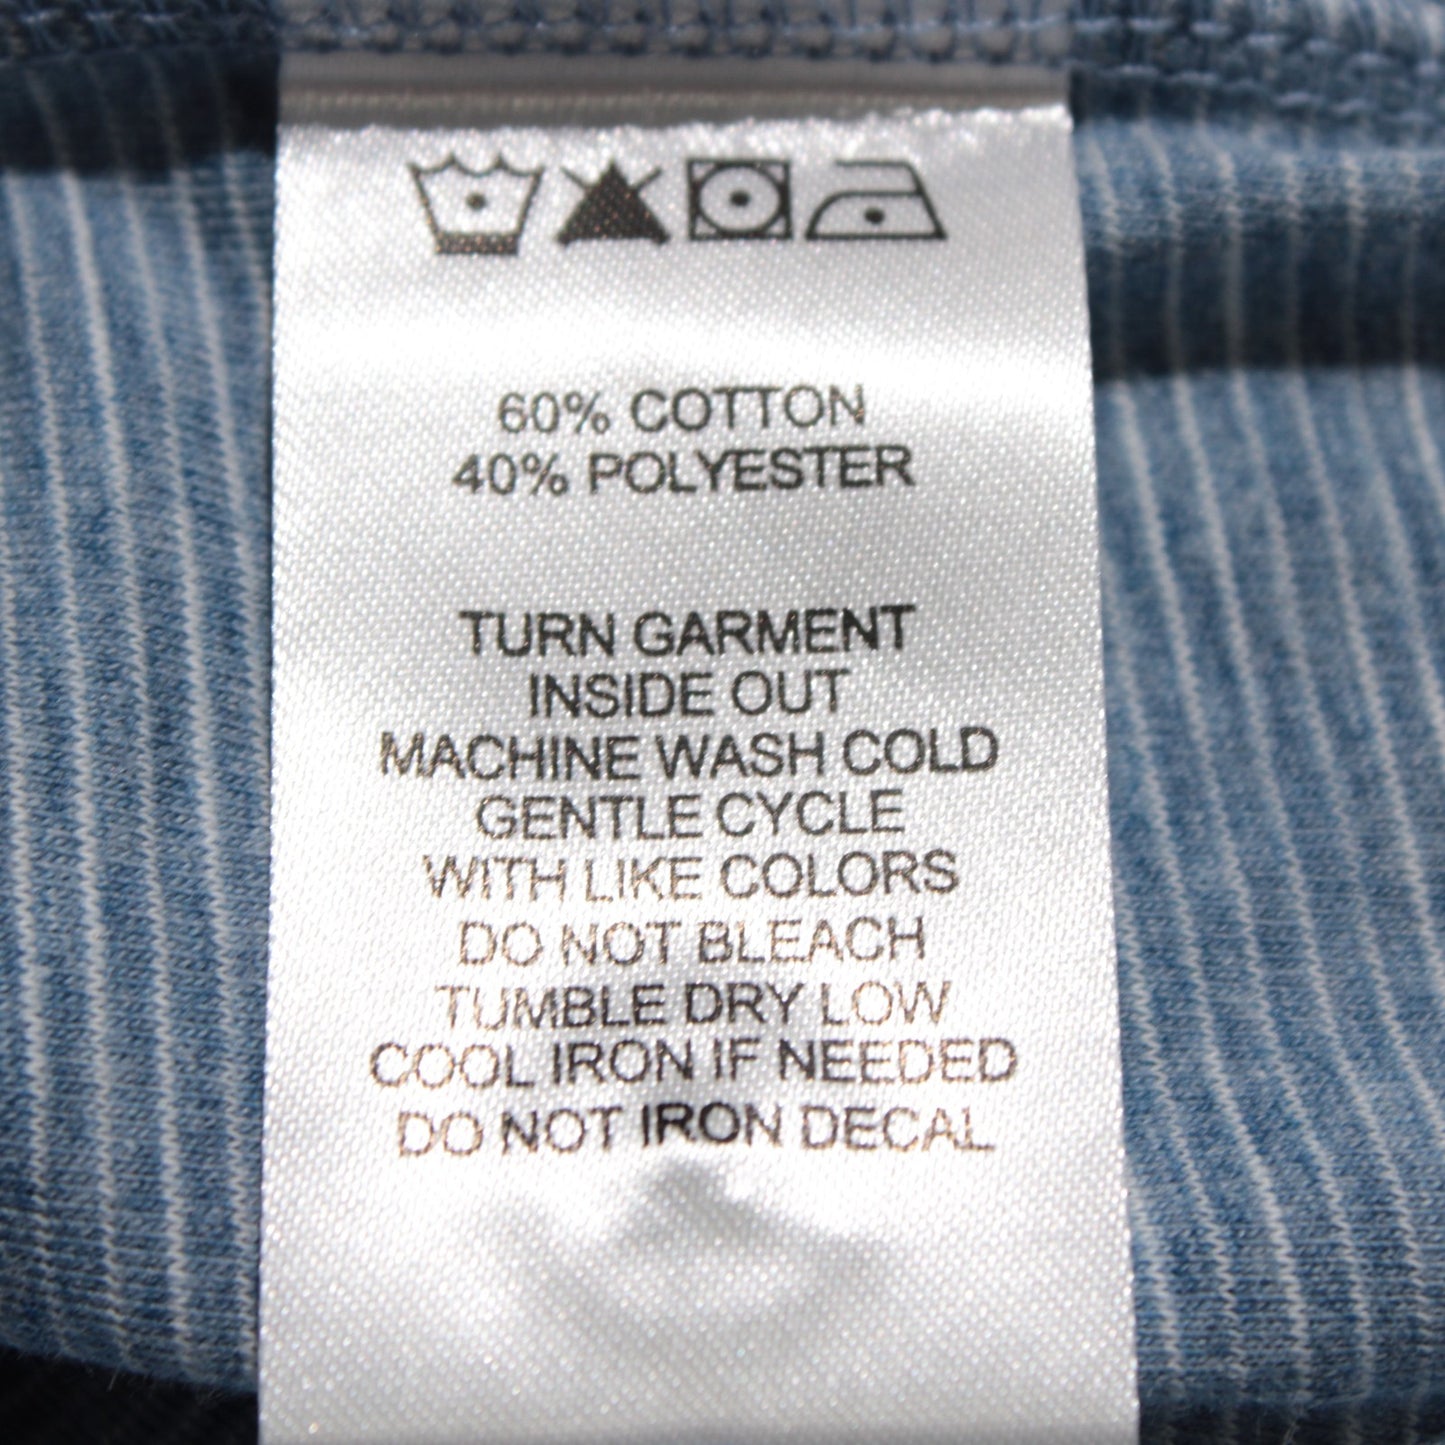 60% COTTON
40% POLYESTER
TURN GARMENT
INSIDE OUT
MACHINE WASH COLD
GENTLE CYCLE
WITH LIKE COLORS
DO NOT BLEACH
TUMBLE DRY LOW
COOL IRON IF NEEDED
DO NOT IRON DECAL